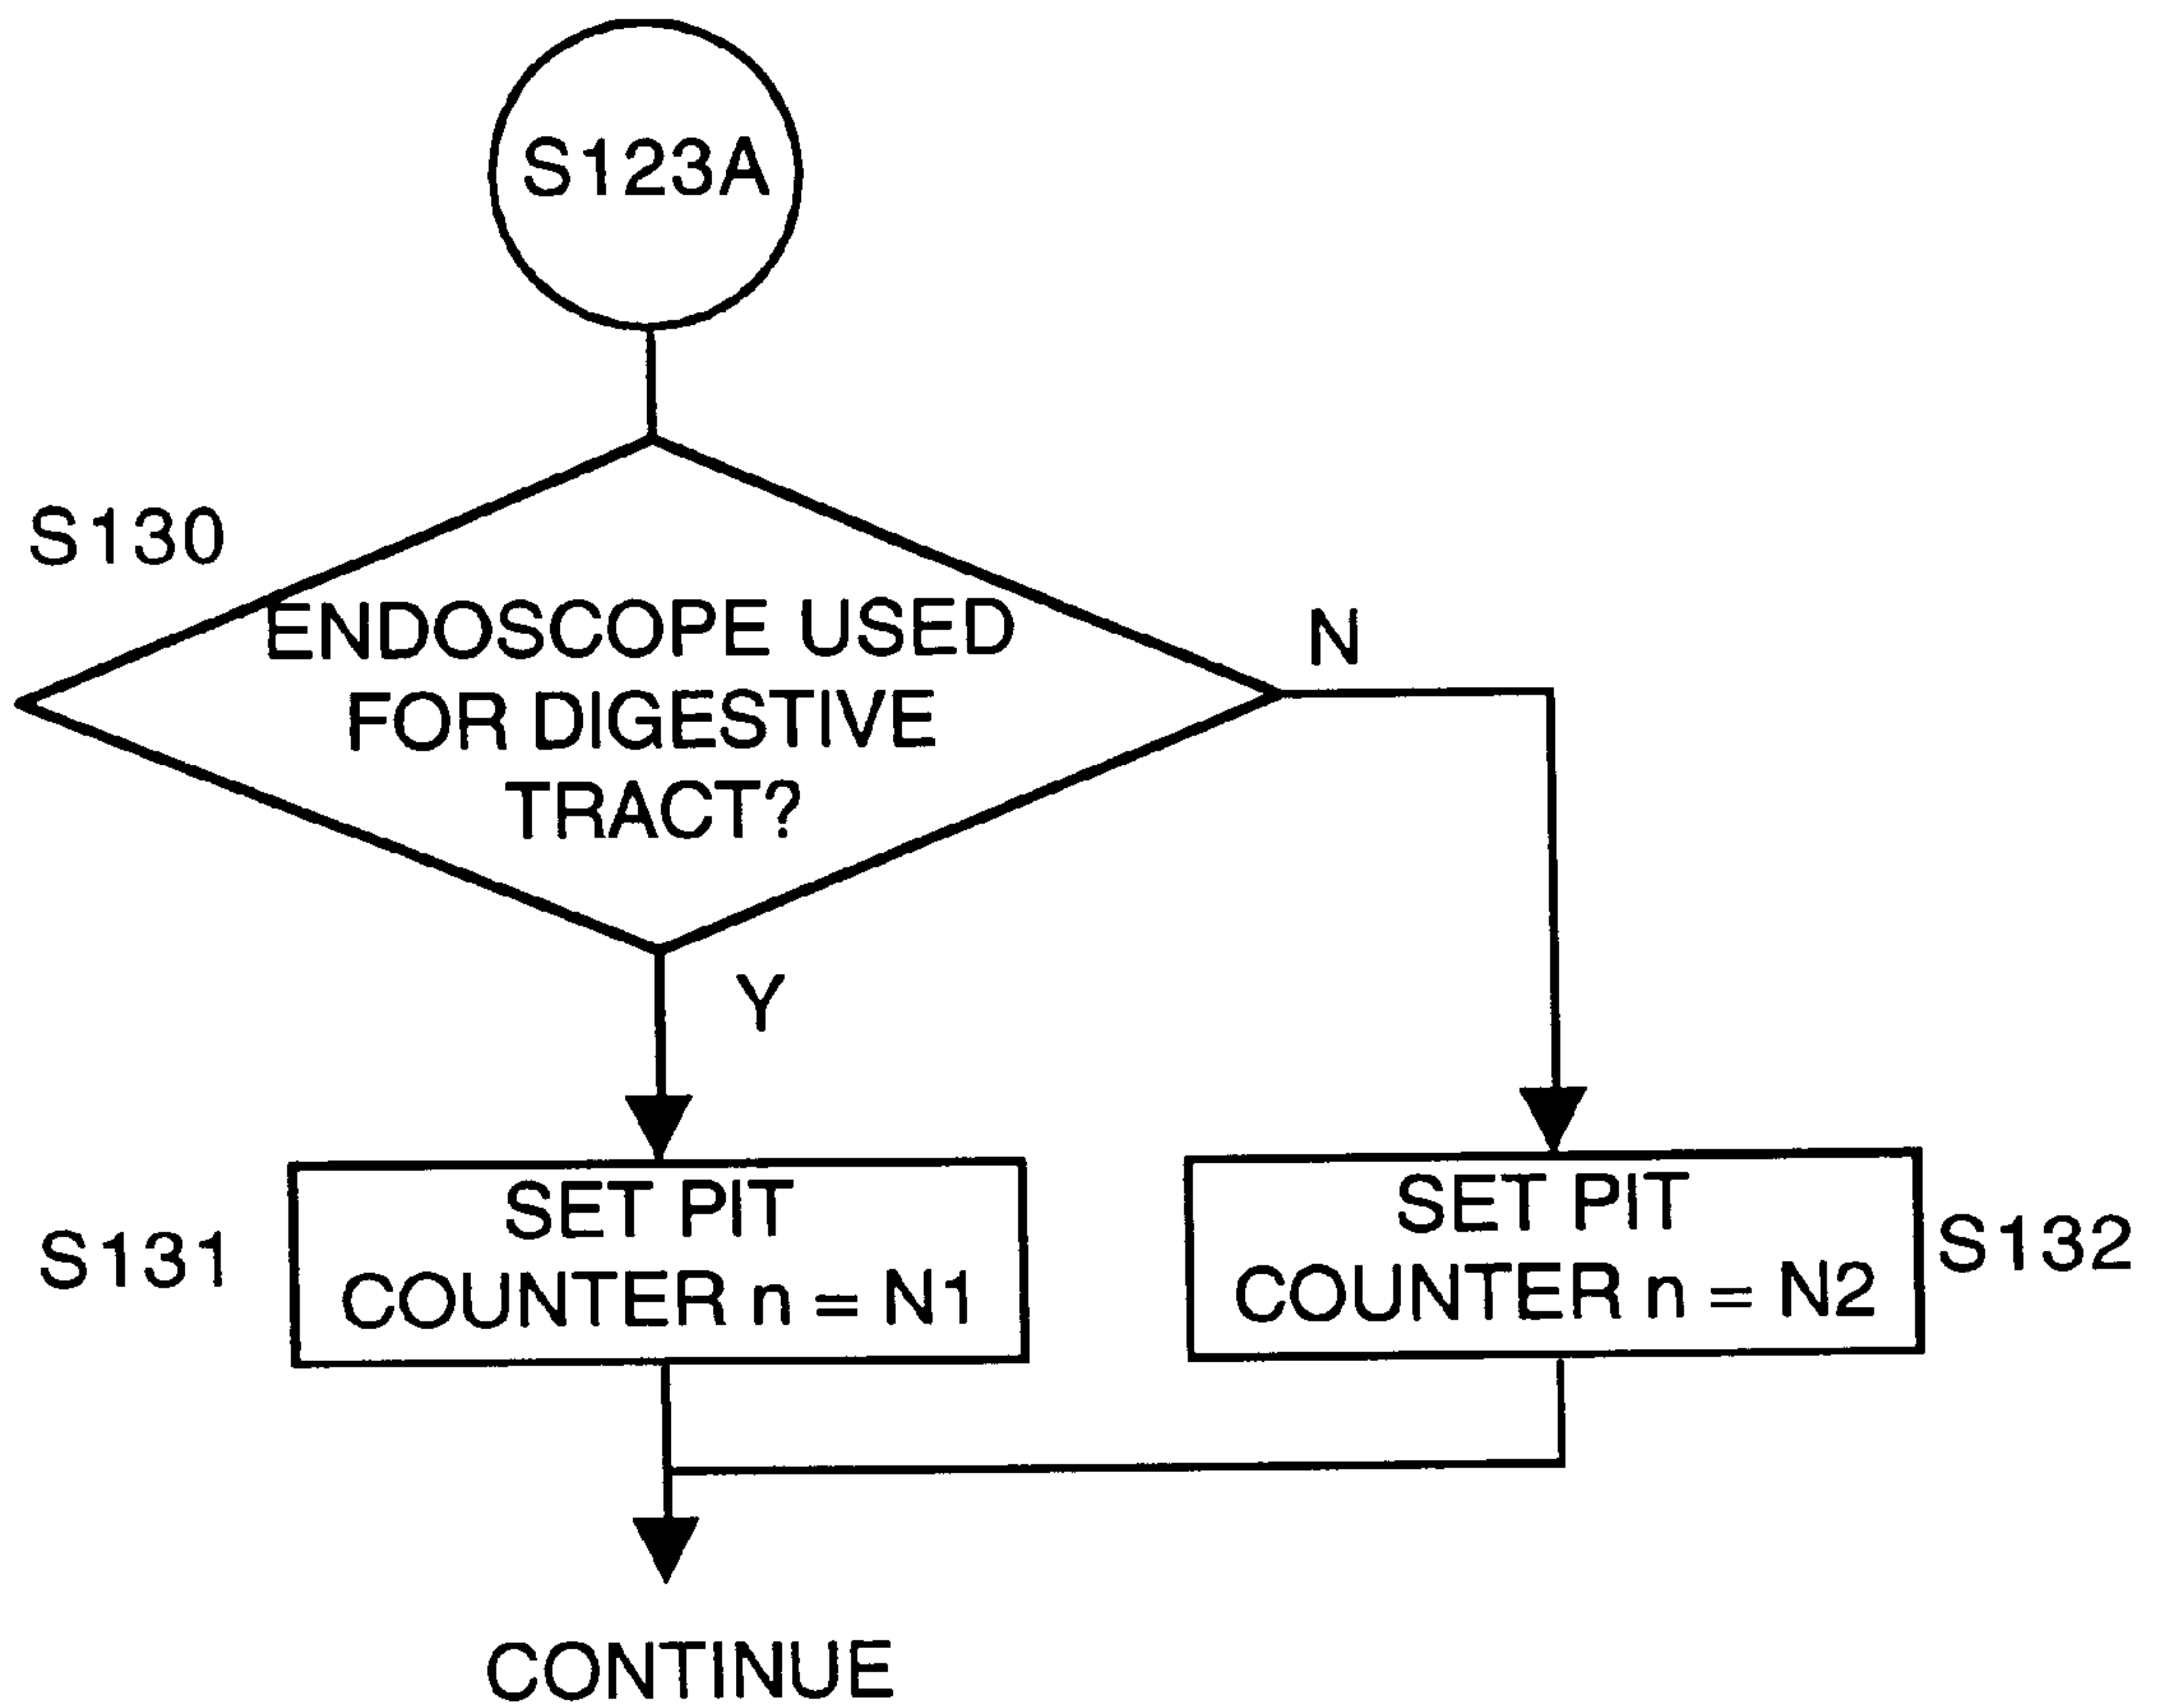 S123A
S130
ENDOSCOPE USED
FOR DIGESTIVE
TRACT?
N
Y
S131
SET PIT
COUNTER n = N1
SET PIT
COUNTER n = N2
S132
CONTINUE